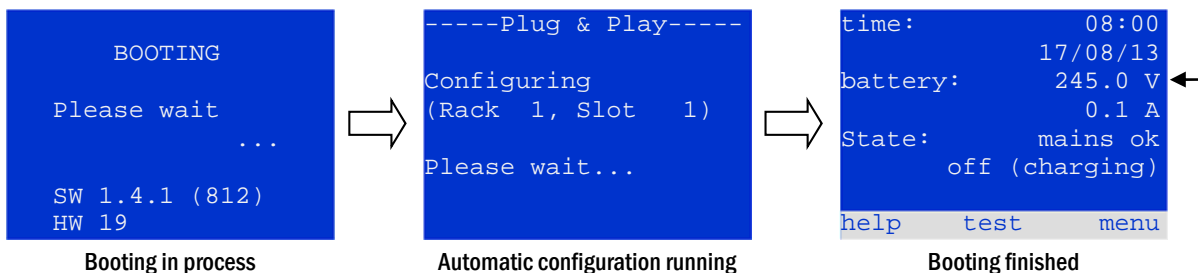 BOOTING
Please wait
...
SW 1.4.1 (812)
HW 19
Booting in process
-----Plug & Play-----
Configuring
(Rack 1, Slot 1)
Please wait...
Automatic configuration running
time: 08:00
17/08/13
battery: 245.0 V
0.1 A
State: mains ok
off (charging)
help test menu
Booting finished